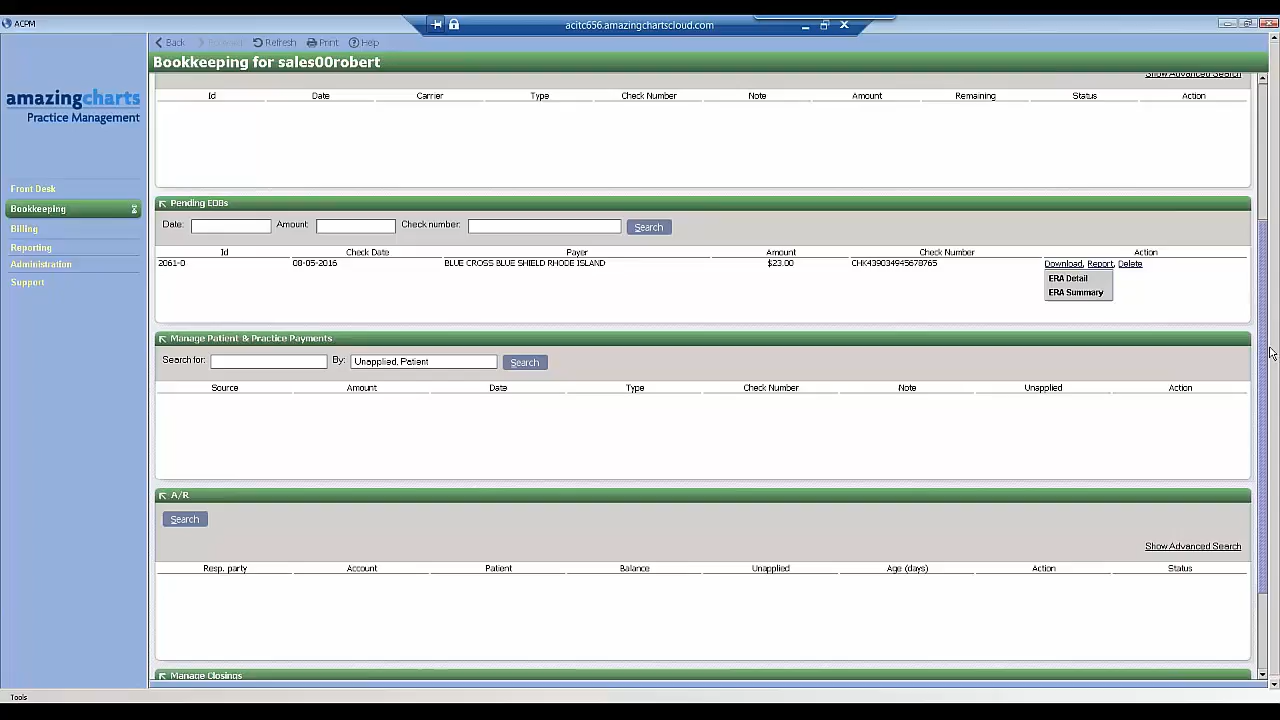 ACPM
acitc656.amazingchartscloud.com
Back
Refresh
Print
Help
Bookkeeping for sales00robert
amazingcharts
Practice Management
Front Desk
Bookkeeping
Billing
Reporting
Administration
Support
Show Advanced Search
Id Date Carrier Type Check Number Note Amount Remaining Status Action
Pending EOBs
Date: Amount: Check number: Search
Id Check Date Payer Amount Check Number Action
2061-0 08-05-2016 BLUE CROSS BLUE SHIELD RHODE ISLAND $23.00 CHK439034945678765 Download, Report, Delete
ERA Detail
ERA Summary
Manage Patient & Practice Payments
Search for: By: Unapplied, Patient Search
Source Amount Date Type Check Number Note Unapplied Action
A/R
Search
Show Advanced Search
Resp. party Account Patient Balance Unapplied Age (days) Action Status
Manage Closings
Tools